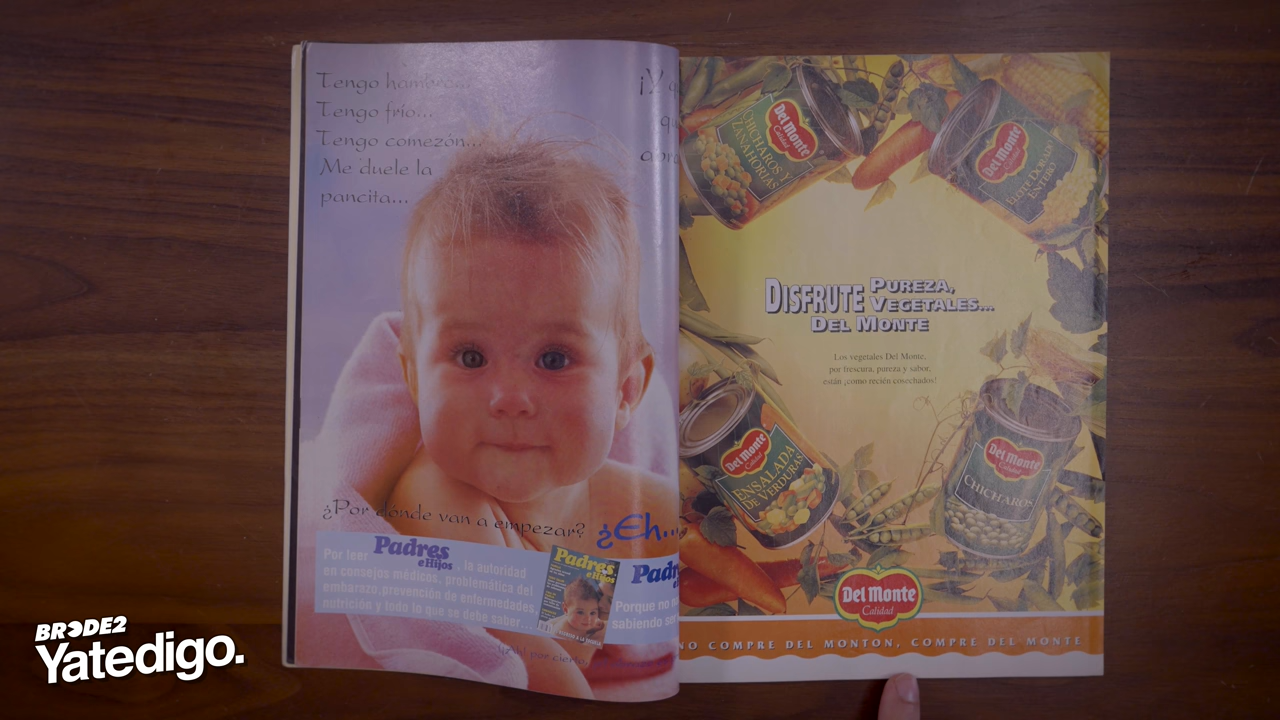 Tengo hambre...
Tengo frío...
Tengo comezón...
Me duele la
pancita...
¡Y
¿Por dónde van a empezar?
¿Eh...
Por leer Padres e Hijos, la autoridad
en consejos médicos, problemática del
embarazo, prevención de enfermedades,
nutrición y todo lo que se debe saber...
Padres
e Hijos
Porque no
sabiendo
Del Monte
Calidad
CHICHAROS Y
ZANAHORIAS
Del Monte
Calidad
ELOTE DORADO
ENTERO
DISFRUTE PUREZA,
VEGETALES...
DEL MONTE
Los vegetales Del Monte,
por frescura, pureza y sabor,
están ¡como recién cosechados!
Del Monte
Calidad
ENSALADA
DE VERDURAS
Del Monte
Calidad
CHICHAROS
Del Monte
Calidad
NO COMPRE DEL MONTON, COMPRE DEL MONTE
BRODE2
Yatedigo.